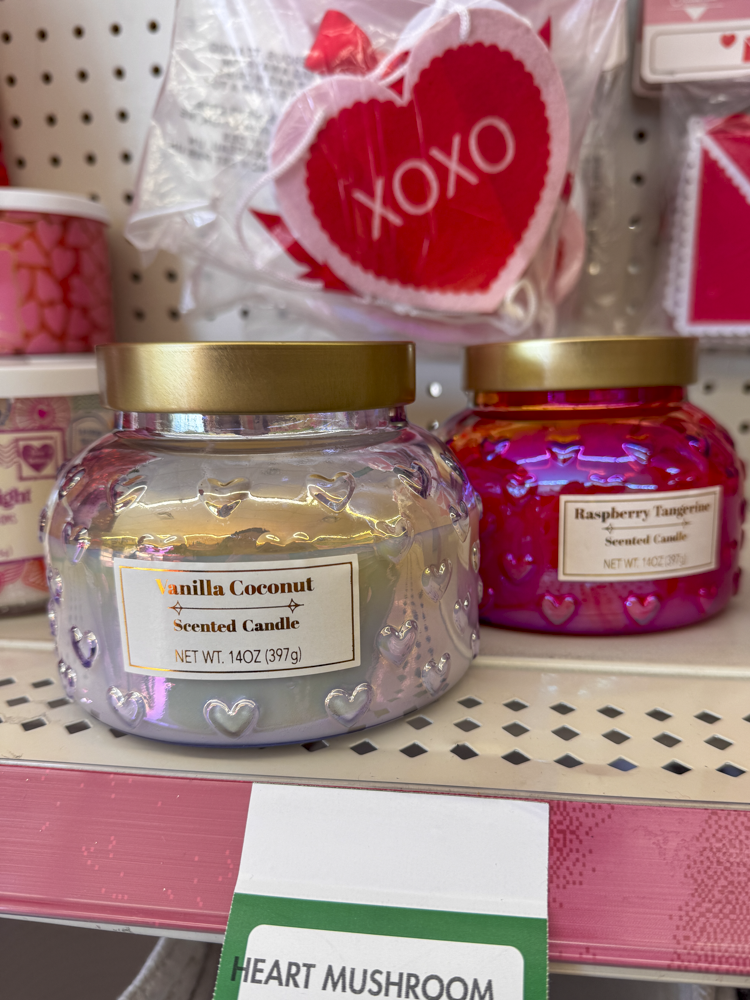 XOXO
Vanilla Coconut
Scented Candle
NET WT. 14OZ (397g)
Raspberry Tangerine
Scented Candle
NET WT. 14OZ (397g)
HEART MUSHROOM